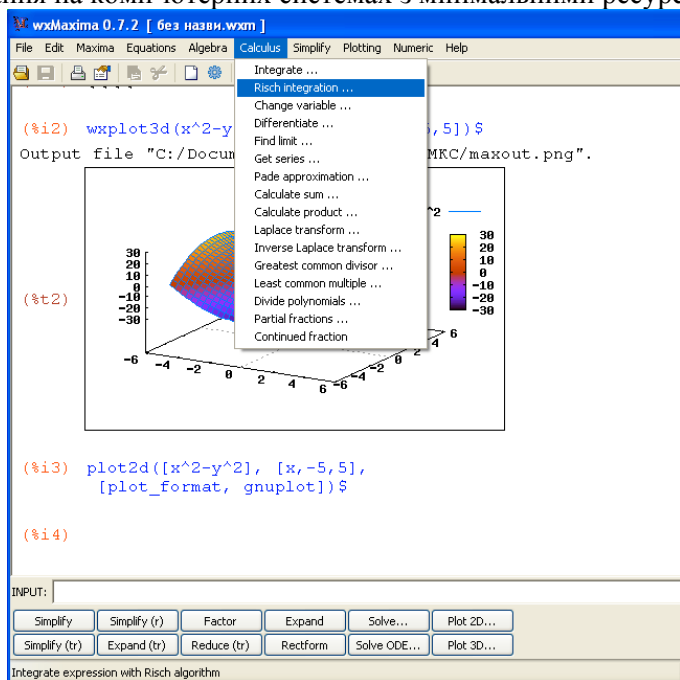 на комп'ютерних системах з мінімальними
wxMaxima 0.7.2 [ без назви.wxm ]
File Edit Maxima Equations Algebra Calculus Simplify Plotting Numeric Help
Integrate ...
Risch integration ...
Change variable ...
Differentiate ...
Find limit ...
Get series ...
Pade approximation ...
Calculate sum ...
Calculate product ...
Laplace transform ...
Inverse Laplace transform ...
Greatest common divisor ...
Least common multiple ...
Divide polynomials ...
Partial fractions ...
Continued fraction
(%i2) wxplot3d(x^2-y ,5])$
Output file "C:/Docum MKC/maxout.png".
^2
30
20
10
0
-10
-20
-30
30
20
10
0
-10
-20
-30
(%t2)
-6 -4 -2 0 2 4 6
-6 -4 -2 0 2 4 6
(%i3) plot2d([x^2-y^2], [x,-5,5],
[plot_format, gnuplot])$
(%i4)
INPUT:
Simplify Simplify (r) Factor Expand Solve... Plot 2D...
Simplify (tr) Expand (tr) Reduce (tr) Rectform Solve ODE... Plot 3D...
Integrate expression with Risch algorithm